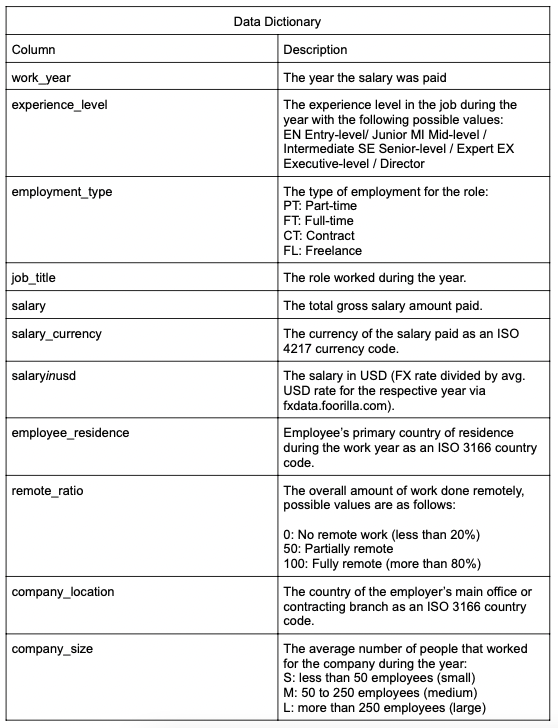 Data Dictionary
Column Description
work_year The year the salary was paid
experience_level The experience level in the job during the
year with the following possible values:
EN Entry-level/ Junior MI Mid-level /
Intermediate SE Senior-level / Expert EX
Executive-level / Director
employment_type The type of employment for the role:
PT: Part-time
FT: Full-time
CT: Contract
FL: Freelance
job_title The role worked during the year.
salary The total gross salary amount paid.
salary_currency The currency of the salary paid as an ISO
4217 currency code.
salaryinusd The salary in USD (FX rate divided by avg.
USD rate for the respective year via
fxdata.foorilla.com).
employee_residence Employee’s primary country of residence
during the work year as an ISO 3166 country
code.
remote_ratio The overall amount of work done remotely,
possible values are as follows:
0: No remote work (less than 20%)
50: Partially remote
100: Fully remote (more than 80%)
company_location The country of the employer’s main office or
contracting branch as an ISO 3166 country
code.
company_size The average number of people that worked
for the company during the year:
S: less than 50 employees (small)
M: 50 to 250 employees (medium)
L: more than 250 employees (large)